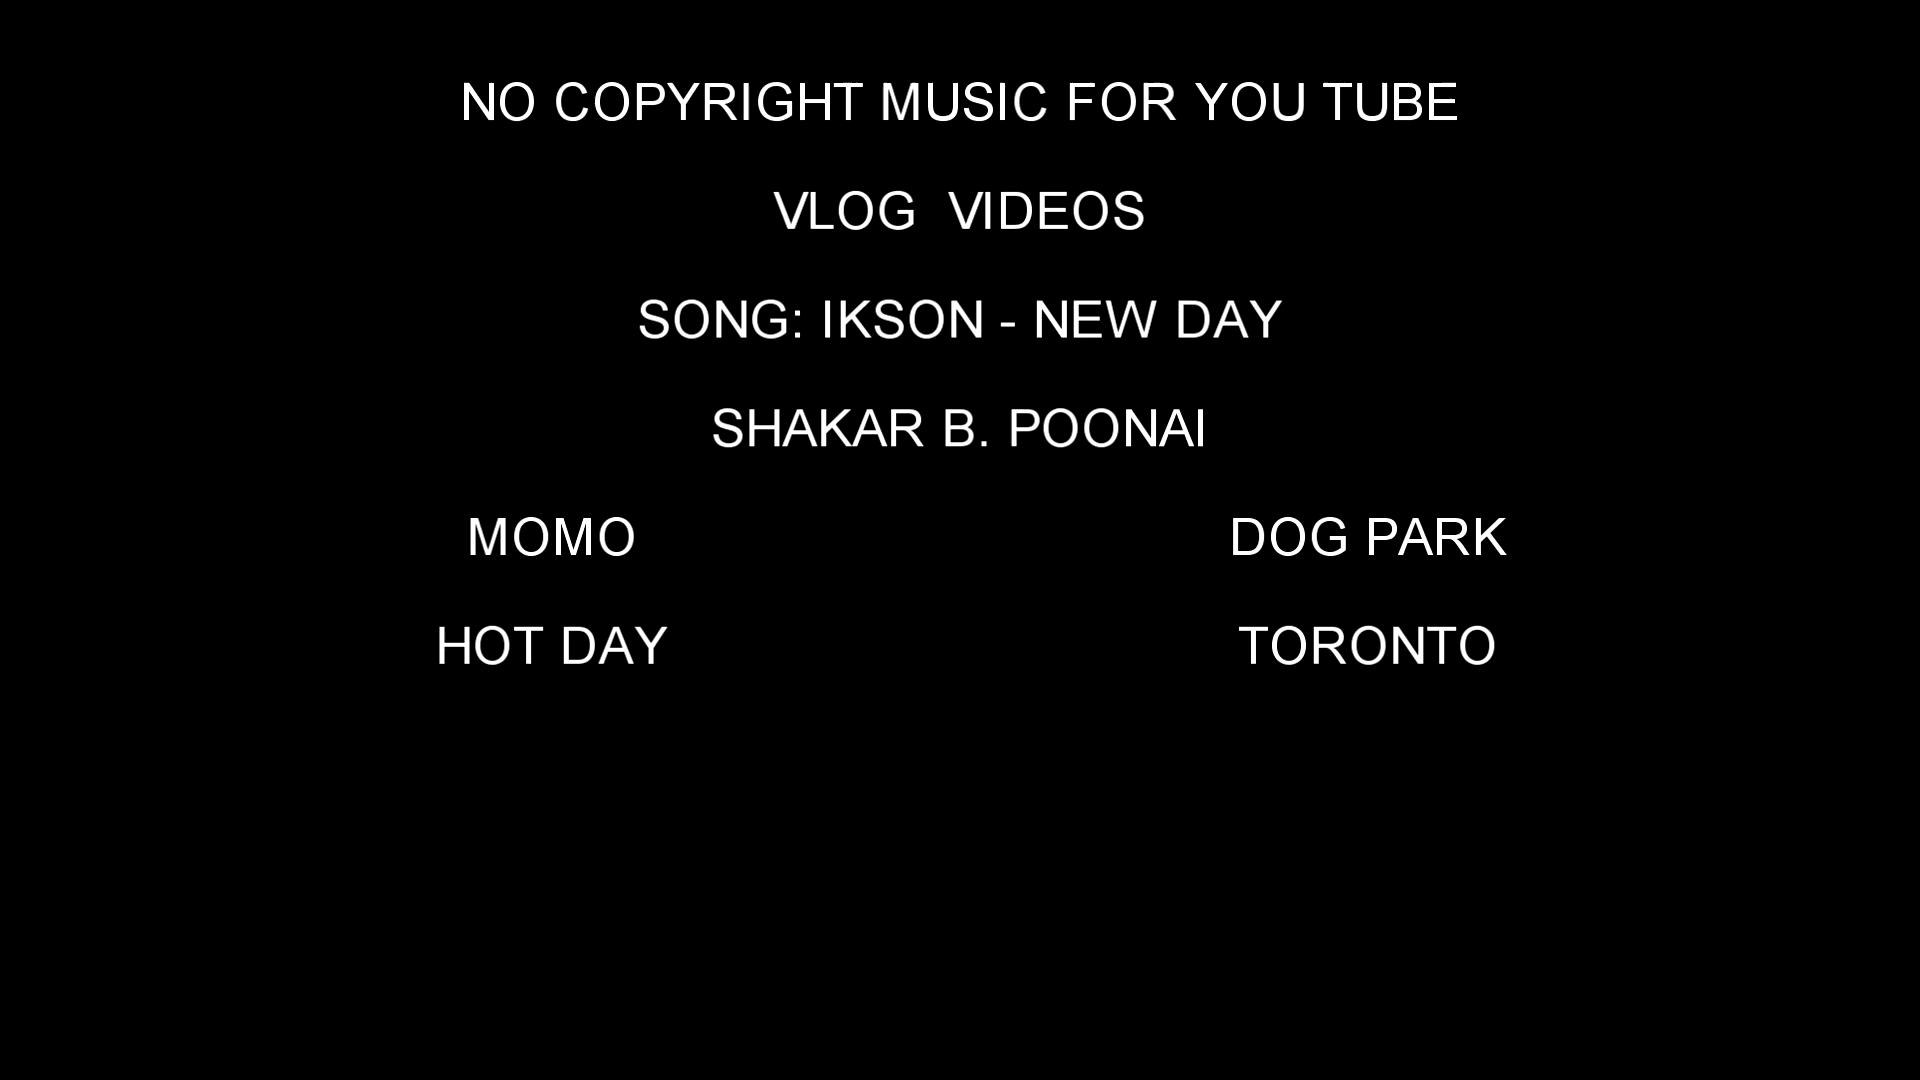 NO COPYRIGHT MUSIC FOR YOU TUBE
VLOG  VIDEOS
SONG: IKSON - NEW DAY
SHAKAR B. POONAI
MOMO DOG PARK
HOT DAY TORONTO